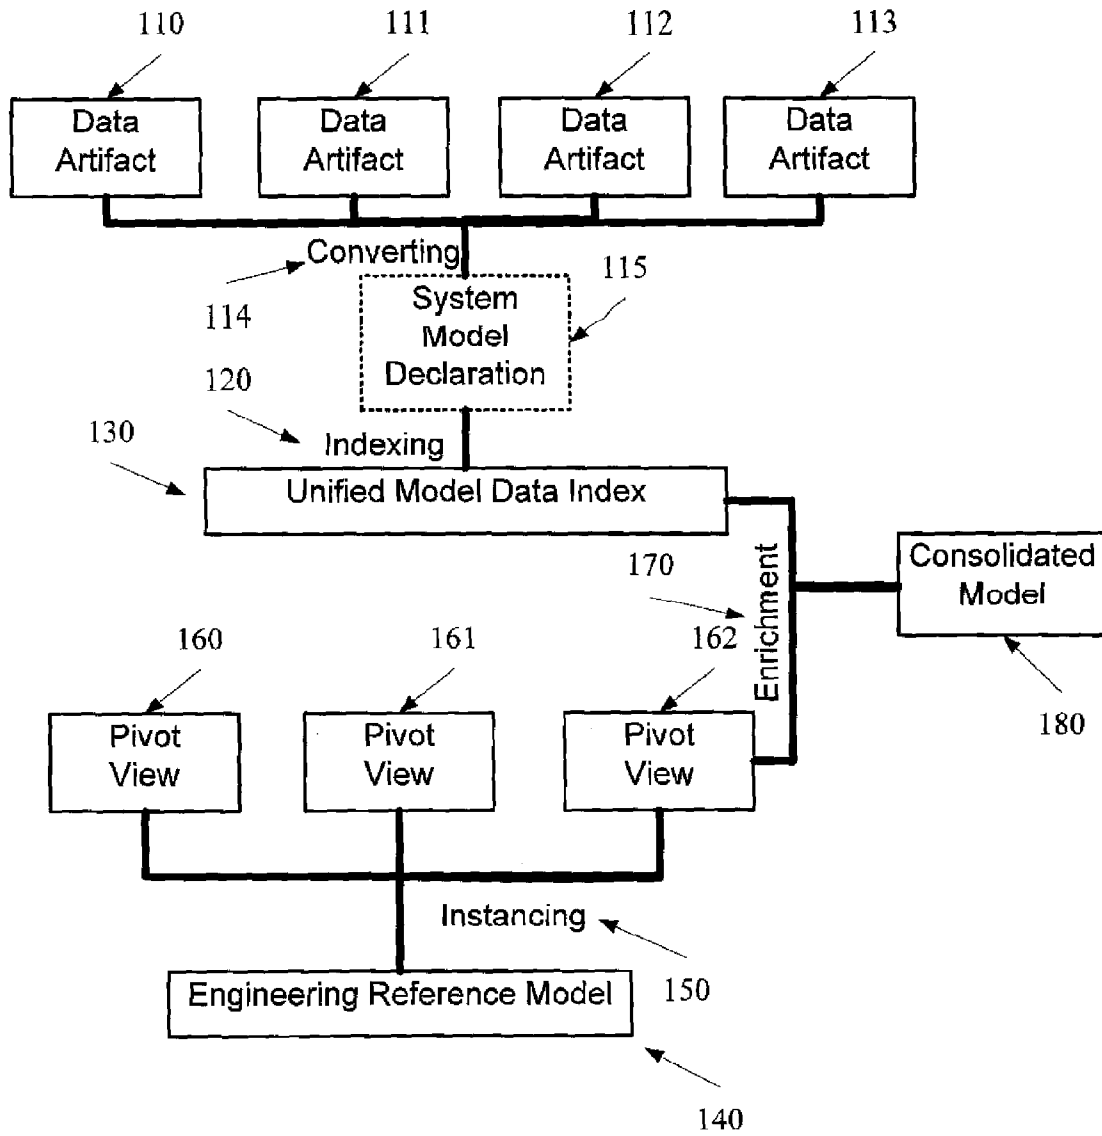 110
111
112
113
Data
Artifact
Data
Artifact
Data
Artifact
Data
Artifact
Converting
114
115
System
Model
Declaration
120
Indexing
130
Unified Model Data Index
170
Enrichment
Consolidated
Model
180
160
161
162
Pivot
View
Pivot
View
Pivot
View
Instancing
150
Engineering Reference Model
140